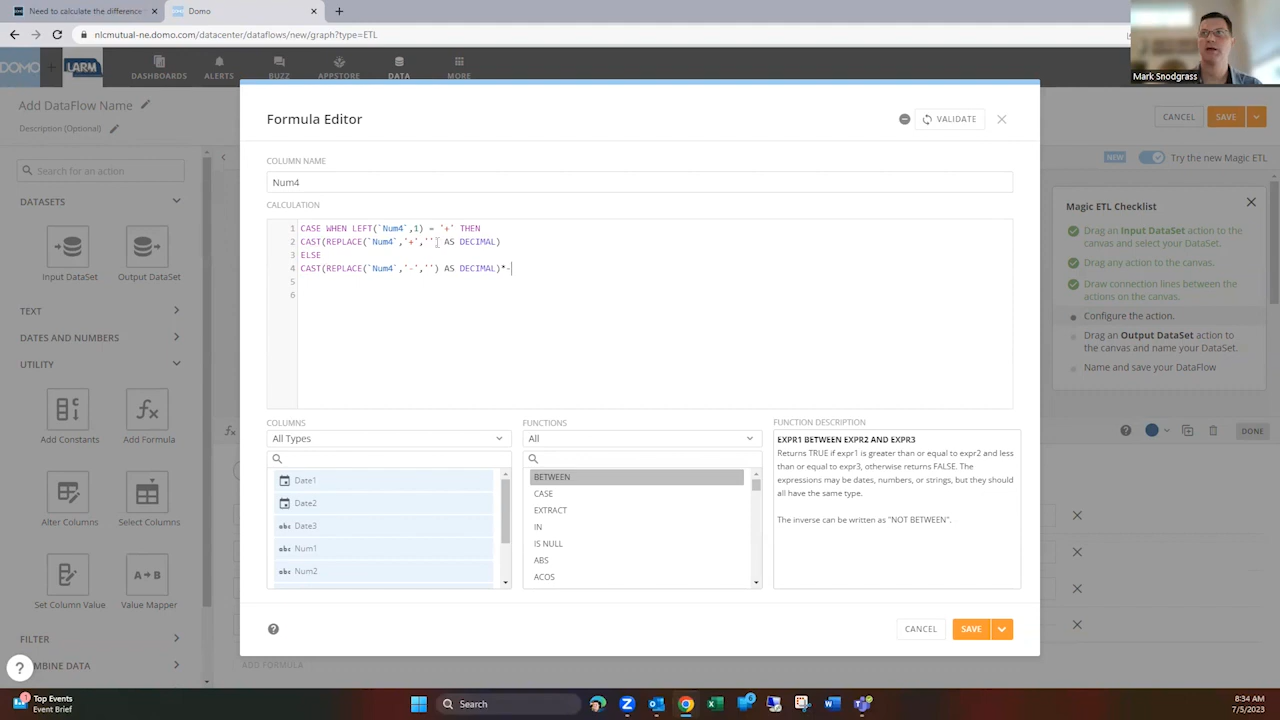 Need to calculate the difference
Domo
nlcmutual-ne.domo.com/datacenter/dataflows/new/graph?type=ETL
Mark Snodgrass
DOMO
LARM
DASHBOARDS
ALERTS
BUZZ
APPSTORE
DATA
MORE
Add DataFlow Name
Description (Optional)
CANCEL
SAVE
NEW
Try the new Magic ETL
Search for an action
DATASETS
Input DataSet
Output DataSet
TEXT
DATES AND NUMBERS
UTILITY
Add Constants
Add Formula
Alter Columns
Select Columns
Set Column Value
Value Mapper
FILTER
COMBINE DATA
Formula Editor
VALIDATE
COLUMN NAME
Num4
CALCULATION
1 CASE WHEN LEFT(`Num4`,1) = '+' THEN
2 CAST(REPLACE(`Num4`,'+','') AS DECIMAL)
3 ELSE
4 CAST(REPLACE(`Num4`,'-','') AS DECIMAL)*-
5
6
COLUMNS
All Types
Date1
Date2
Date3
Num1
Num2
FUNCTIONS
All
BETWEEN
CASE
EXTRACT
IN
IS NULL
ABS
ACOS
FUNCTION DESCRIPTION
EXPR1 BETWEEN EXPR2 AND EXPR3
Returns TRUE if expr1 is greater than or equal to expr2 and less
than or equal to expr3, otherwise returns FALSE. The
expressions may be dates, numbers, or strings, but they should
all have the same type.
The inverse can be written as "NOT BETWEEN".
CANCEL
SAVE
Magic ETL Checklist
Drag an Input DataSet action to the
canvas and select your DataSet.
Drag any action to the canvas.
Draw connection lines between the
actions on the canvas.
Configure the action.
Drag an Output DataSet action to
the canvas and name your DataSet.
Name and save your DataFlow
DONE
ADD FORMULA
1
Top Events
Event Brief
Search
8:34 AM
7/5/2023